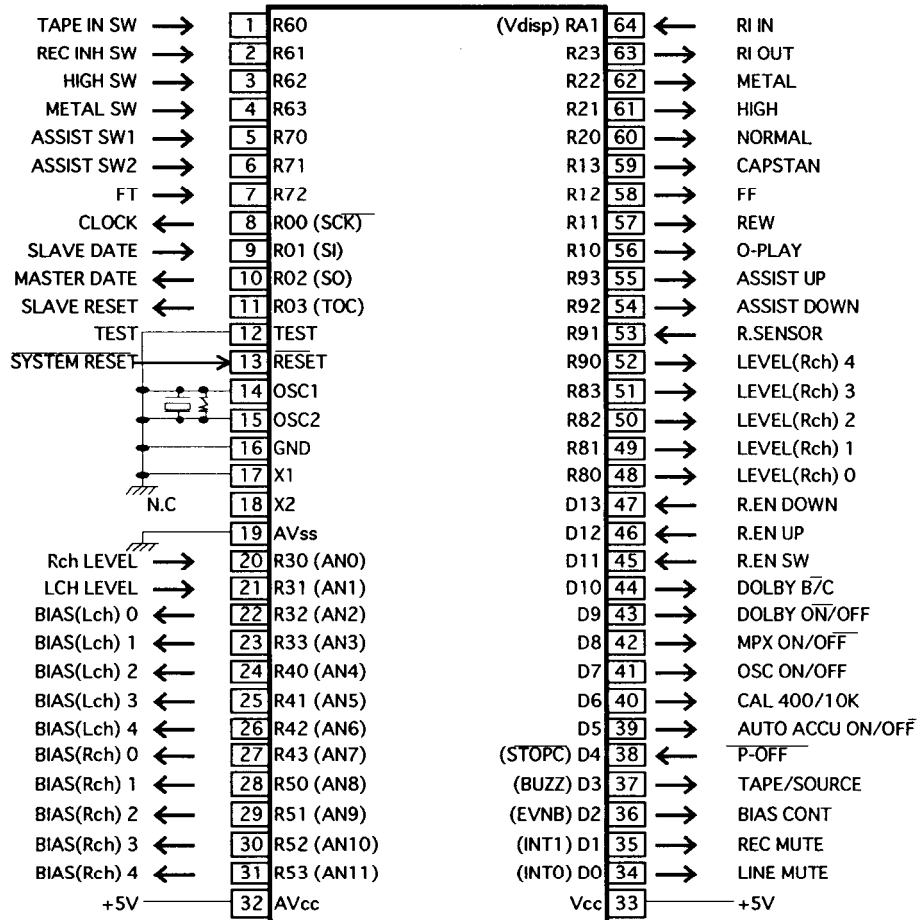 TAPE IN SW 1 R60 (Vdisp) RA1 64 RI IN
REC INH SW 2 R61 R23 63 RI OUT
HIGH SW 3 R62 R22 62 METAL
METAL SW 4 R63 R21 61 HIGH
ASSIST SW1 5 R70 R20 60 NORMAL
ASSIST SW2 6 R71 R13 59 CAPSTAN
FT 7 R72 R12 58 FF
CLOCK 8 R00 (SCK) R11 57 REW
SLAVE DATE 9 R01 (SI) R10 56 O-PLAY
MASTER DATE 10 R02 (SO) R93 55 ASSIST UP
SLAVE RESET 11 R03 (TOC) R92 54 ASSIST DOWN
TEST 12 TEST R91 53 R.SENSOR
SYSTEM RESET 13 RESET R90 52 LEVEL(Rch) 4
14 OSC1 R83 51 LEVEL(Rch) 3
15 OSC2 R82 50 LEVEL(Rch) 2
16 GND R81 49 LEVEL(Rch) 1
17 X1 R80 48 LEVEL(Rch) 0
N.C 18 X2 D13 47 R.EN DOWN
19 AVss D12 46 R.EN UP
Rch LEVEL 20 R30 (AN0) D11 45 R.EN SW
LCH LEVEL 21 R31 (AN1) D10 44 DOLBY B/C
BIAS(Lch) 0 22 R32 (AN2) D9 43 DOLBY ON/OFF
BIAS(Lch) 1 23 R33 (AN3) D8 42 MPX ON/OFF
BIAS(Lch) 2 24 R40 (AN4) D7 41 OSC ON/OFF
BIAS(Lch) 3 25 R41 (AN5) D6 40 CAL 400/10K
BIAS(Lch) 4 26 R42 (AN6) D5 39 AUTO ACCU ON/OFF
BIAS(Rch) 0 27 R43 (AN7) (STOPC) D4 38 P-OFF
BIAS(Rch) 1 28 R50 (AN8) (BUZZ) D3 37 TAPE/SOURCE
BIAS(Rch) 2 29 R51 (AN9) (EVNB) D2 36 BIAS CONT
BIAS(Rch) 3 30 R52 (AN10) (INT1) D1 35 REC MUTE
BIAS(Rch) 4 31 R53 (AN11) (INT0) D0 34 LINE MUTE
+5V 32 AVcc Vcc 33 +5V